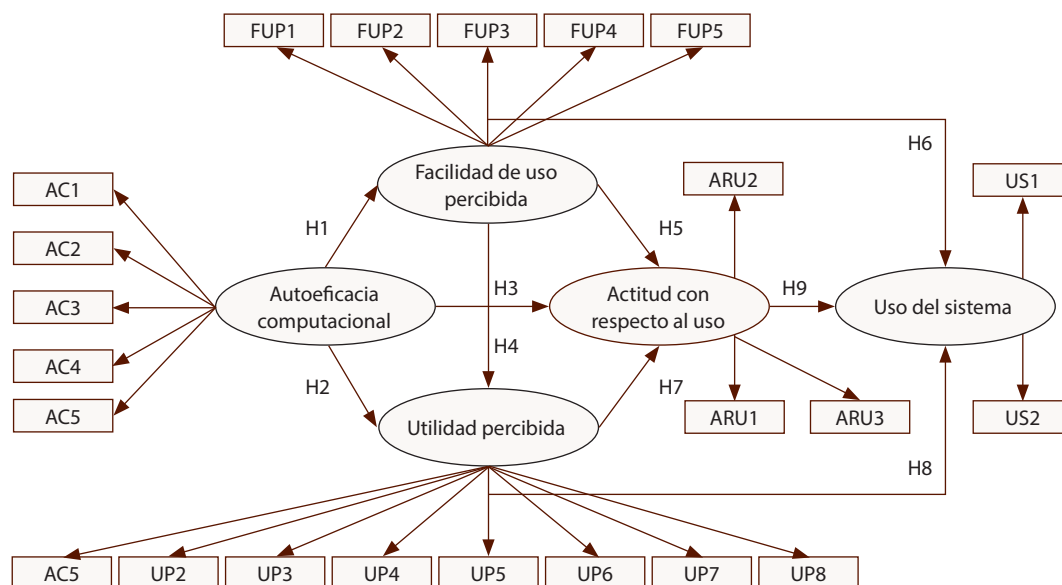 FUP1
FUP2
FUP3
FUP4
FUP5
H6
Facilidad de uso
percibida
ARU2
US1
AC1
AC2
AC3
AC4
AC5
H1
H5
Autoeficacia
computacional
H3
Actitud con
respecto al uso
H9
Uso del sistema
H4
H2
H7
Utilidad percibida
ARU1
ARU3
US2
H8
AC5
UP2
UP3
UP4
UP5
UP6
UP7
UP8